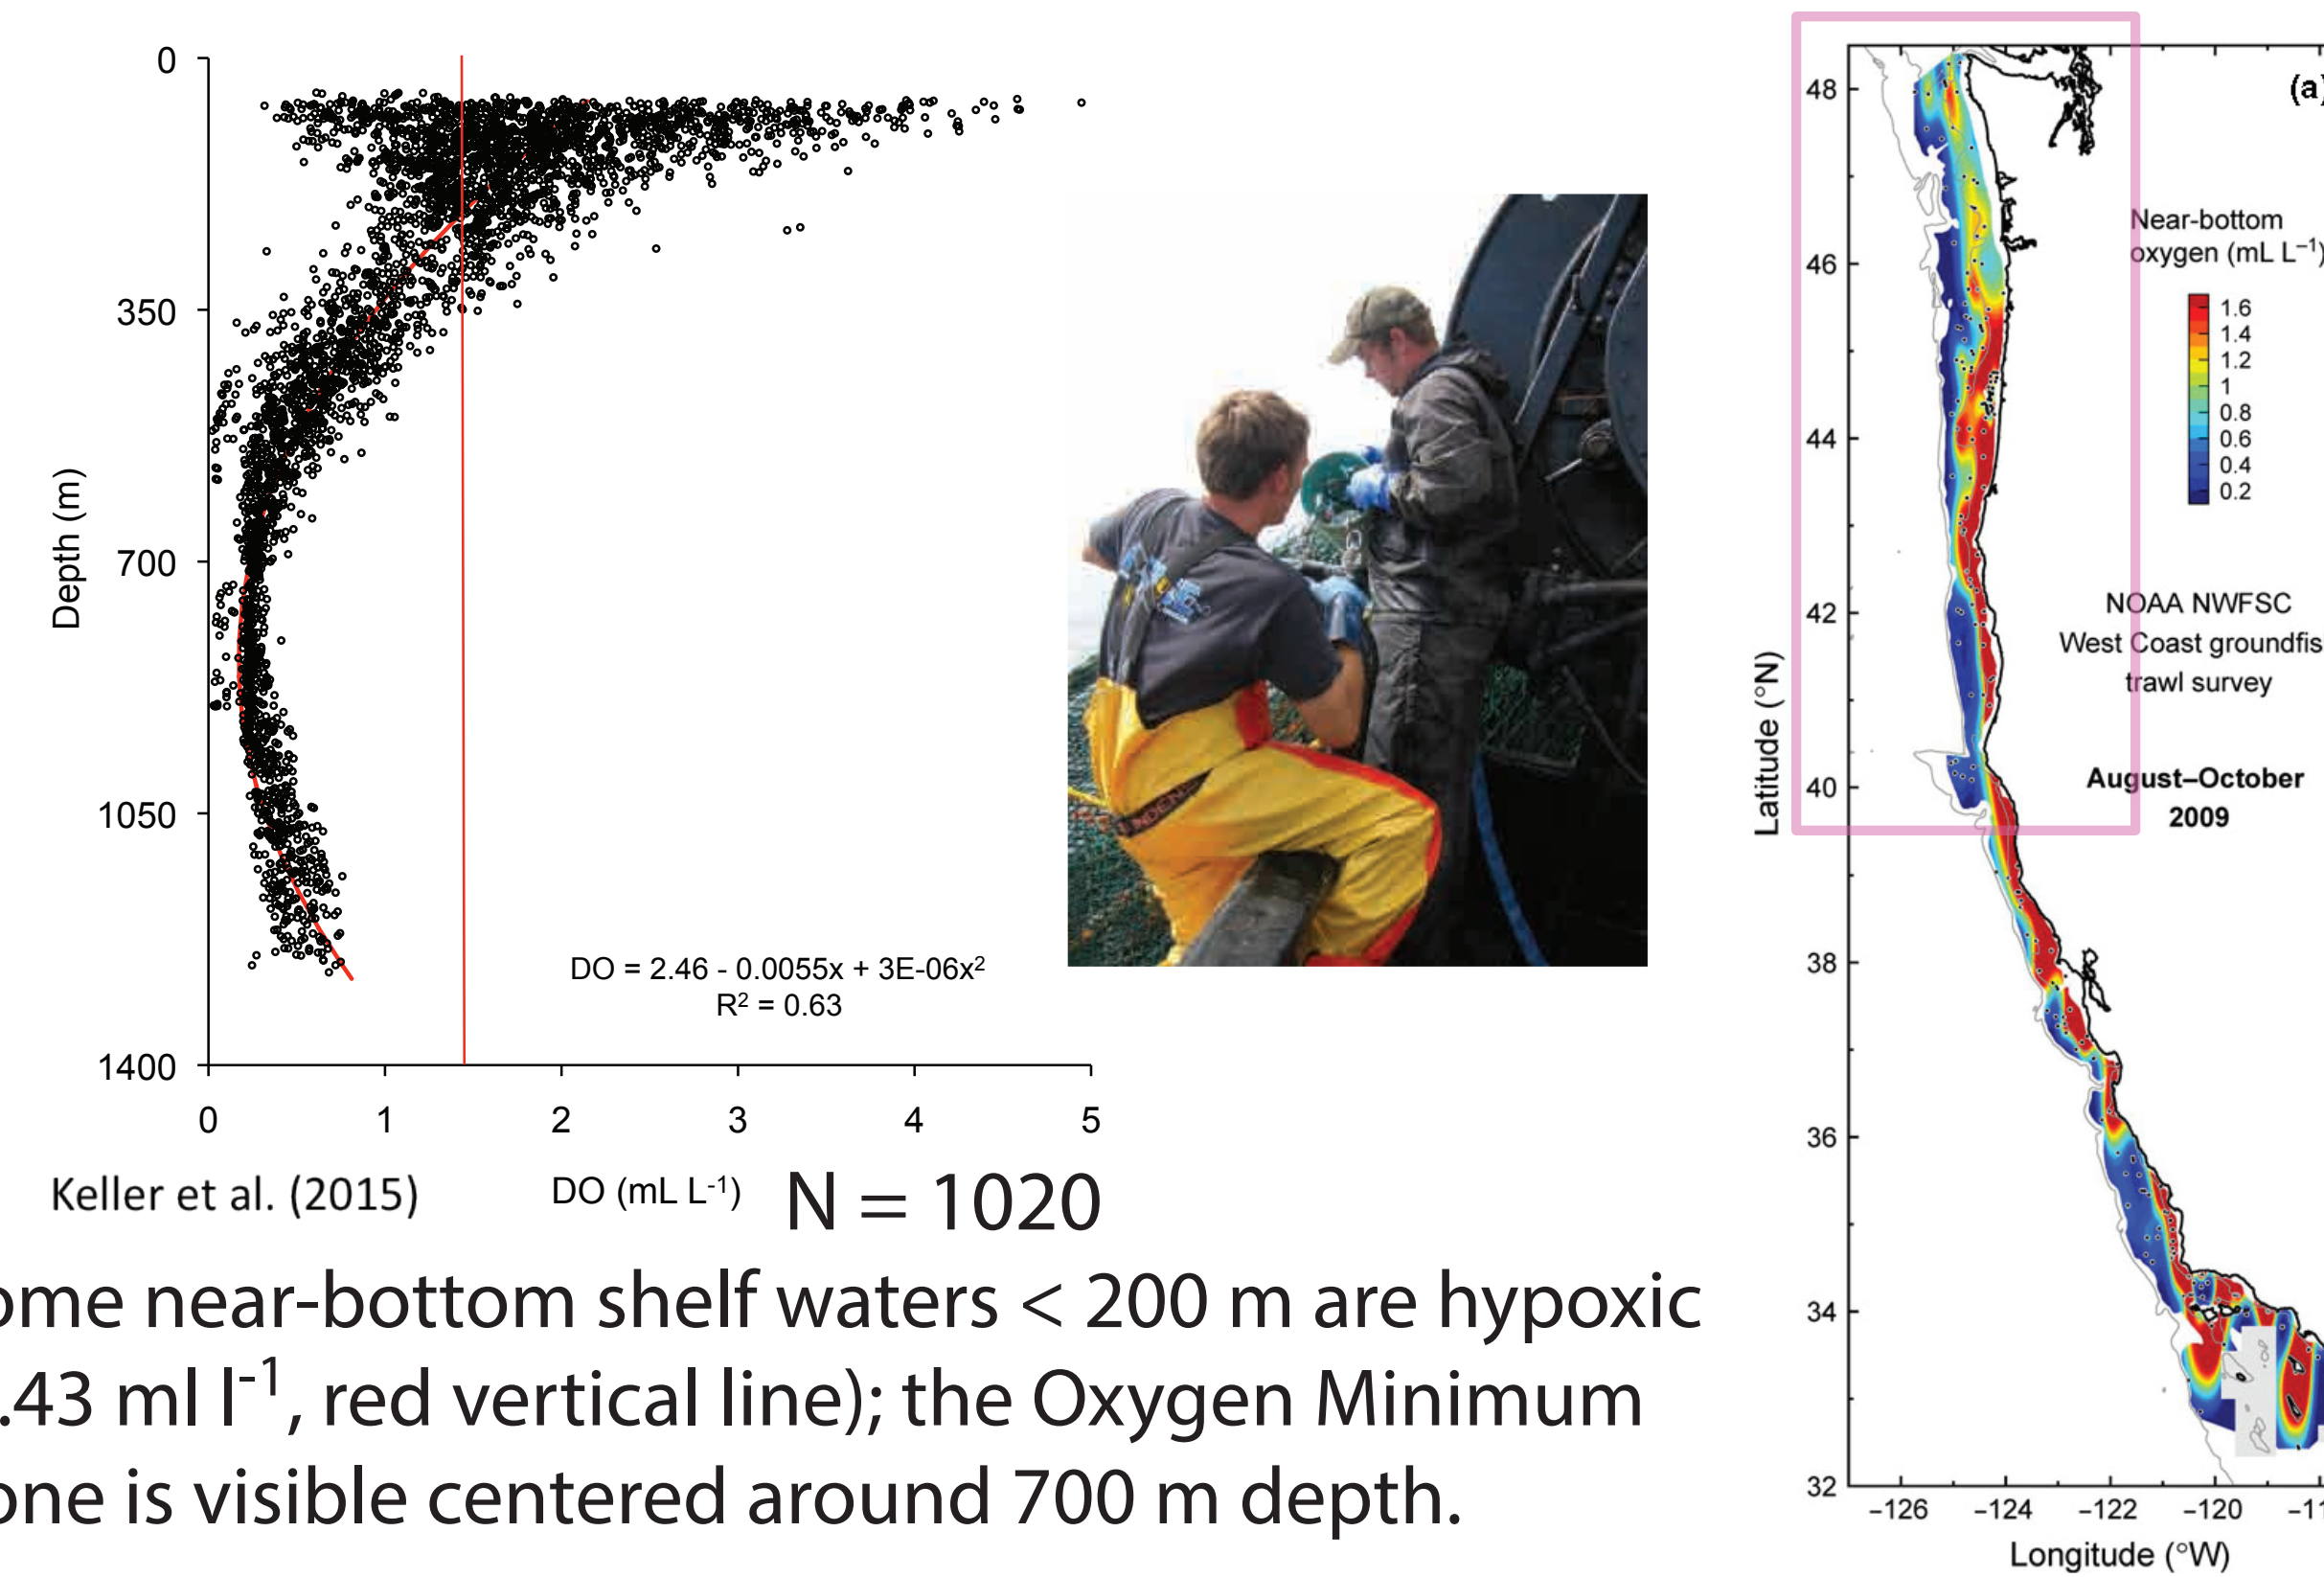 0
350
700
1050
1400
Depth (m)
0 1 2 3 4 5
DO = 2.46 - 0.0055x + 3E-06x²
R² = 0.63
Keller et al. (2015)
DO (mL L⁻¹)
N = 1020
ome near-bottom shelf waters < 200 m are hypoxic
.43 ml l⁻¹, red vertical line); the Oxygen Minimum
one is visible centered around 700 m depth.
(a)
Near-bottom
oxygen (mL L⁻¹)
1.6
1.4
1.2
1
0.8
0.6
0.4
0.2
NOAA NWFSC
West Coast groundfis
trawl survey
August–October
2009
48
46
44
42
40
38
36
34
32
Latitude (°N)
−126 −124 −122 −120 −11
Longitude (°W)